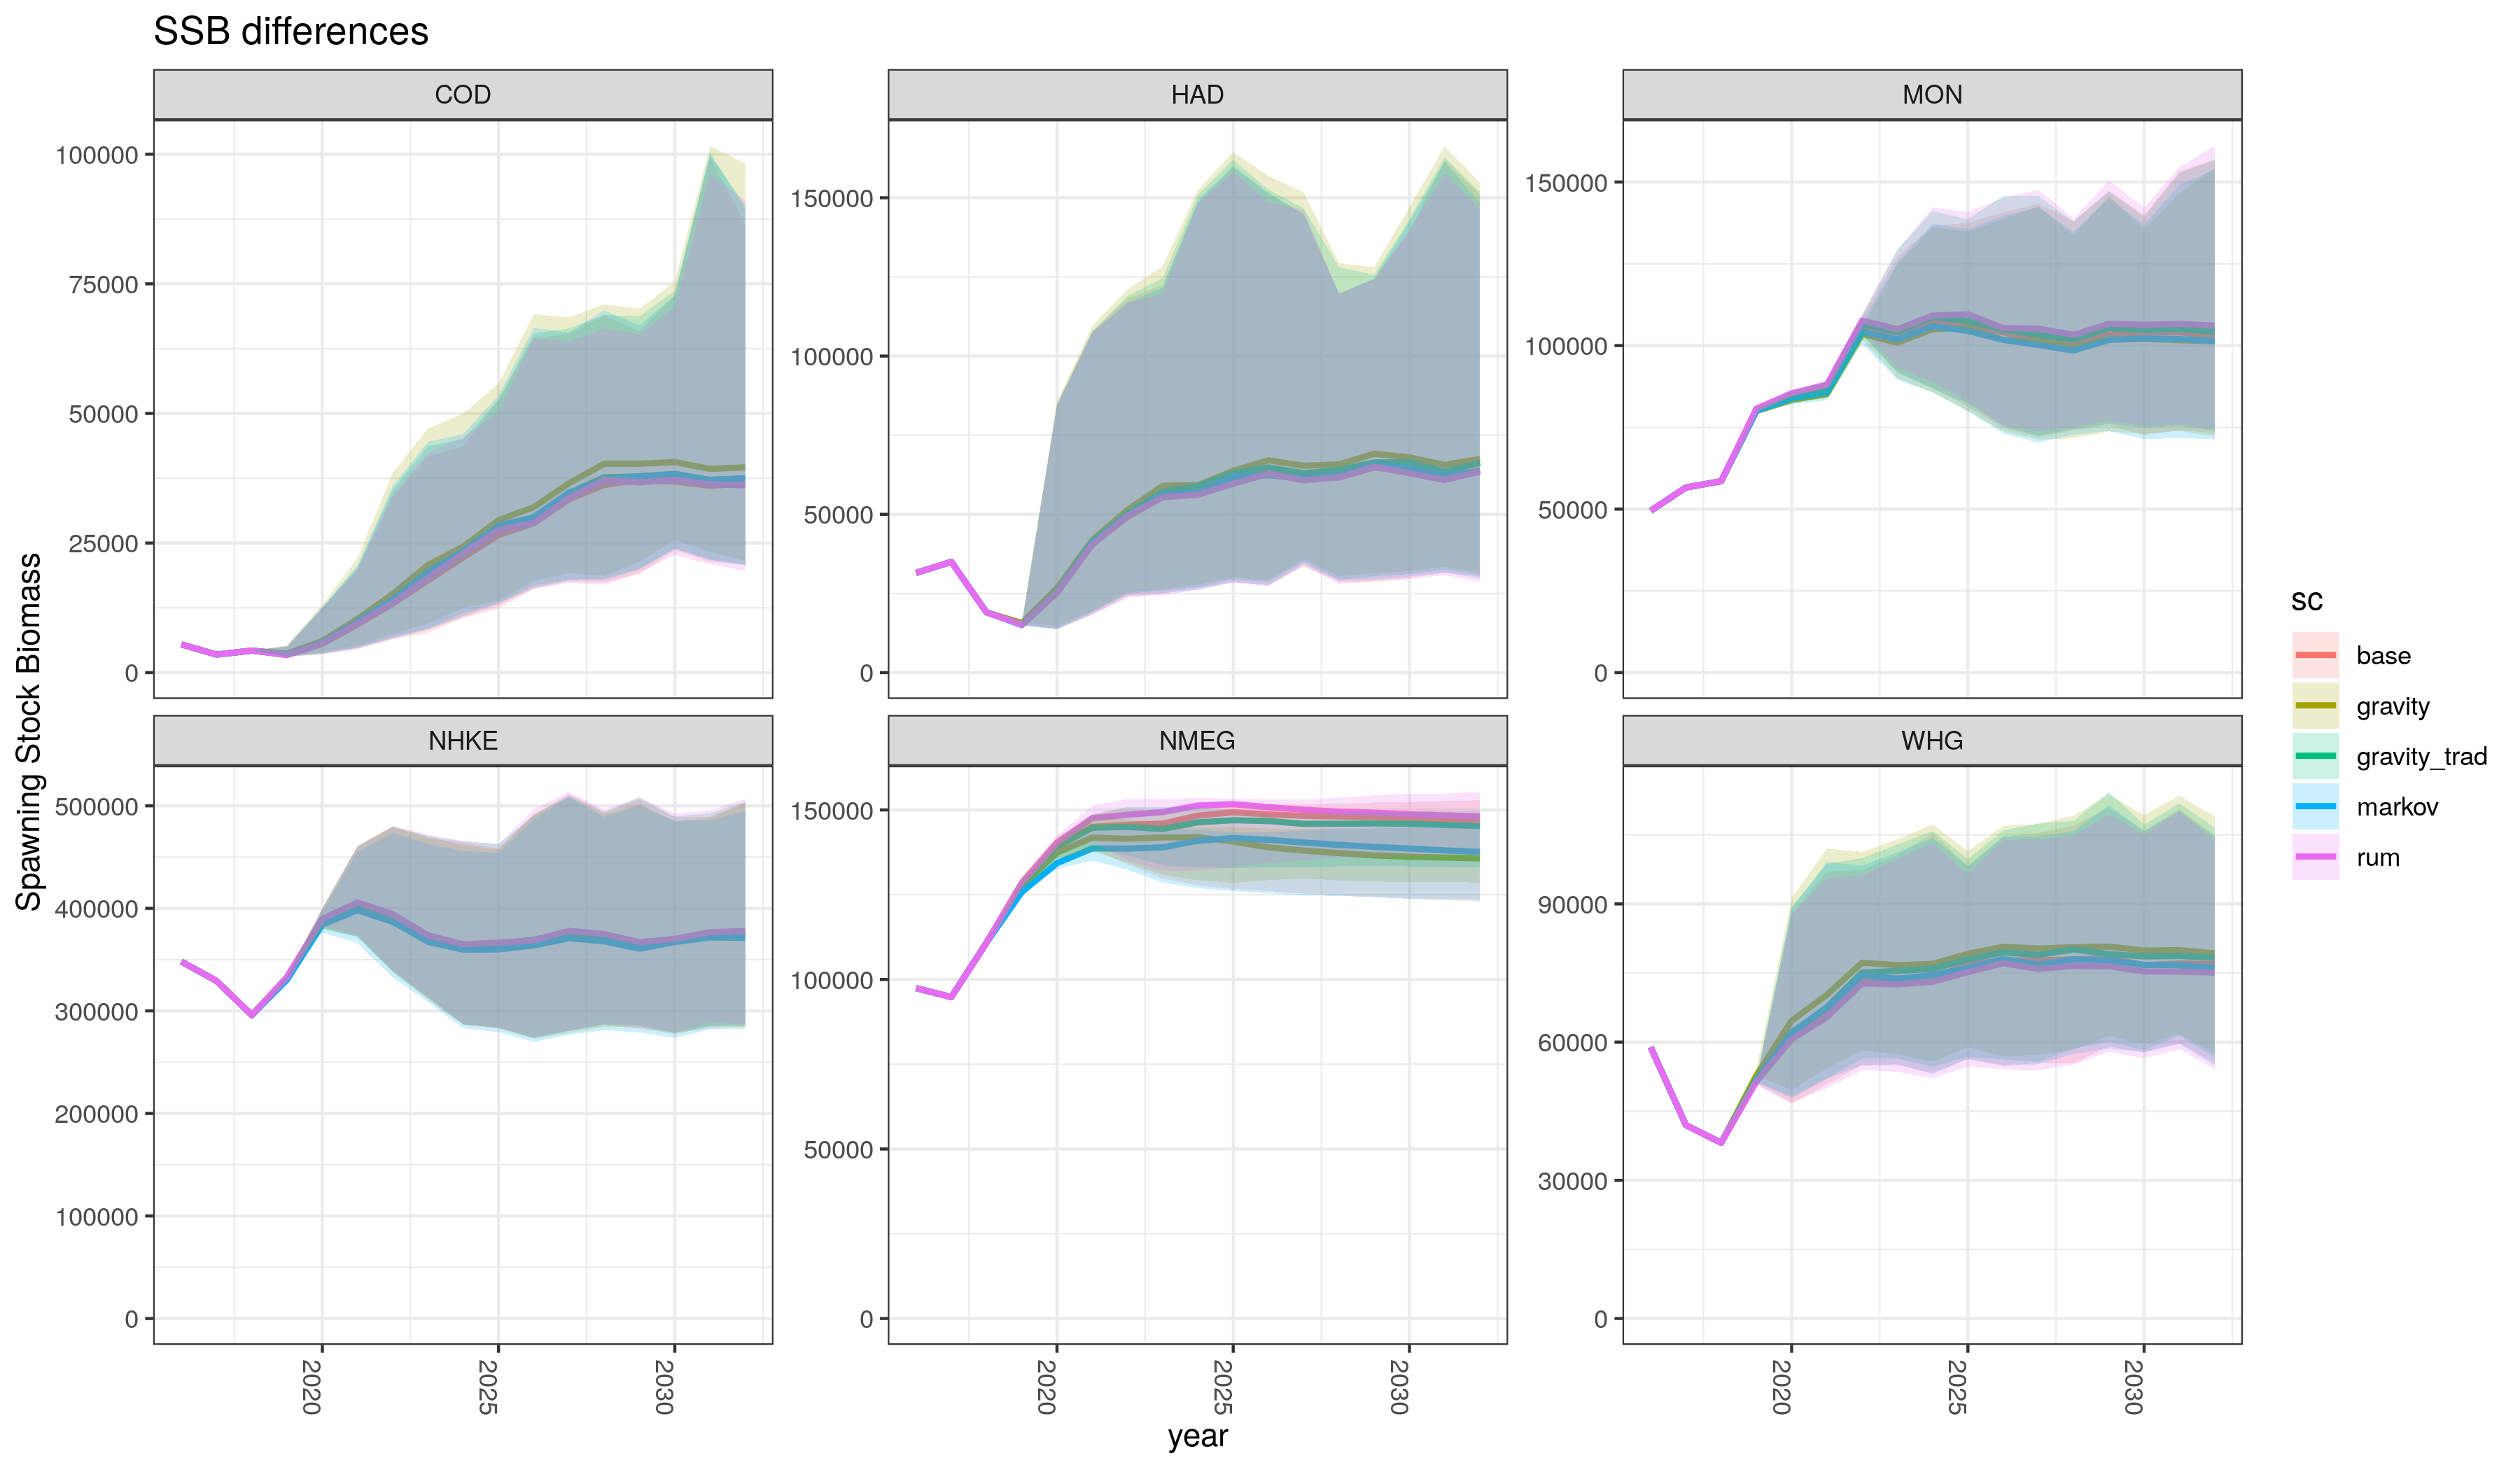 SSB differences
COD
HAD
MON
100000
75000
50000
25000
0
150000
100000
50000
0
150000
100000
50000
0
Spawning Stock Biomass
NHKE
NMEG
WHG
500000
400000
300000
200000
100000
0
150000
100000
50000
0
90000
60000
30000
0
2020
2025
2030
2020
2025
2030
2020
2025
2030
year
sc
base
gravity
gravity_trad
markov
rum